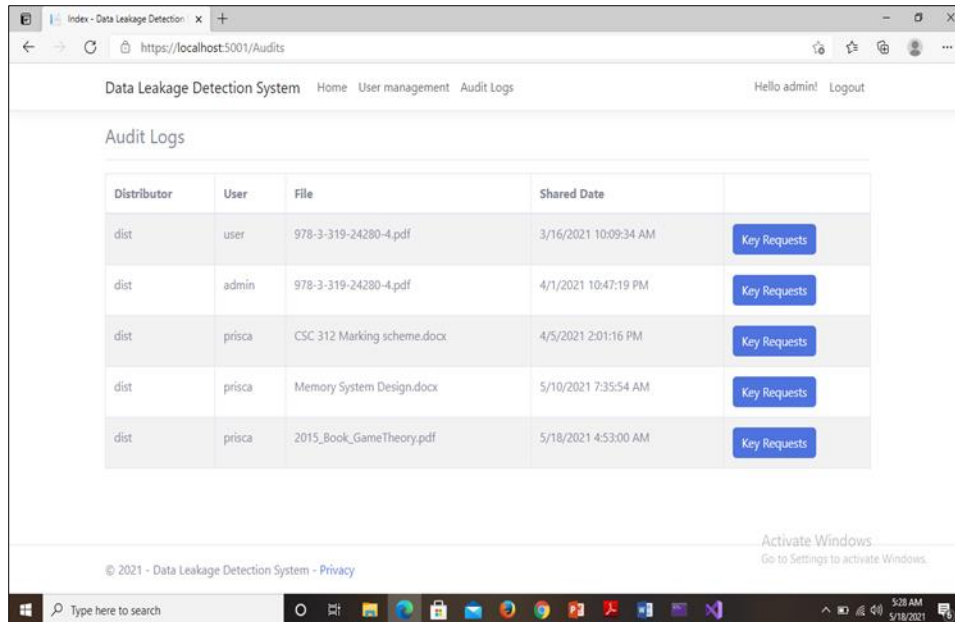 Index - Data Leakage Detection
https://localhost:5001/Audits
Data Leakage Detection System Home User management Audit Logs Hello admin! Logout
Audit Logs
Distributor User File Shared Date
dist user 978-3-319-24280-4.pdf 3/16/2021 10:09:34 AM Key Requests
dist admin 978-3-319-24280-4.pdf 4/1/2021 10:47:19 PM Key Requests
dist prisca CSC 312 Marking scheme.docx 4/5/2021 2:01:16 PM Key Requests
dist prisca Memory System Design.docx 5/10/2021 7:35:54 AM Key Requests
dist prisca 2015_Book_GameTheory.pdf 5/18/2021 4:53:00 AM Key Requests
Activate Windows
Go to Settings to activate Windows.
© 2021 - Data Leakage Detection System - Privacy
Type here to search 5:28 AM
5/18/2021